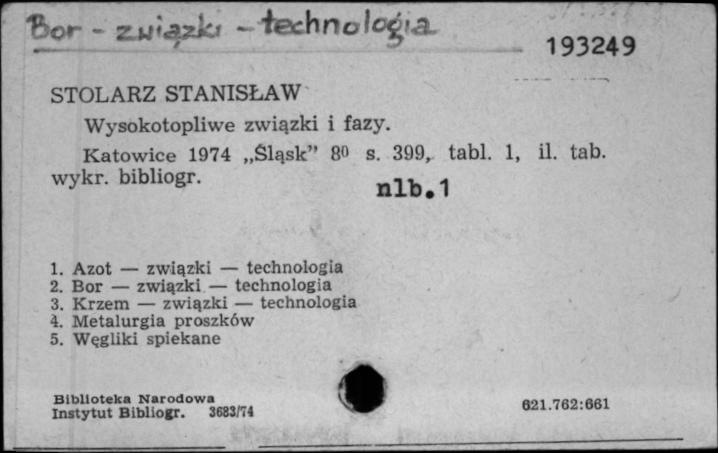 Bor - związki - technologia
193249
STOLARZ STANISŁAW
Wysokotopliwe związki i fazy.
Katowice 1974 „Śląsk” 8⁰ s. 399, tabl. 1, il. tab.
wykr. bibliogr.
nlb.1
1. Azot — związki — technologia
2. Bor — związki — technologia
3. Krzem — związki — technologia
4. Metalurgia proszków
5. Węgliki spiekane
Biblioteka Narodowa
Instytut Bibliogr. 3683/74
621.762:661